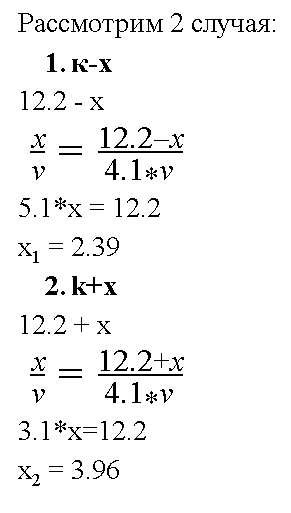 Рассмотрим 2 случая:
1. к-х
12.2 - x
x/v = 12.2–x/4.1*v
5.1*x = 12.2
x₁ = 2.39
2. k+x
12.2 + x
x/v = 12.2+x/4.1*v
3.1*x=12.2
x₂ = 3.96